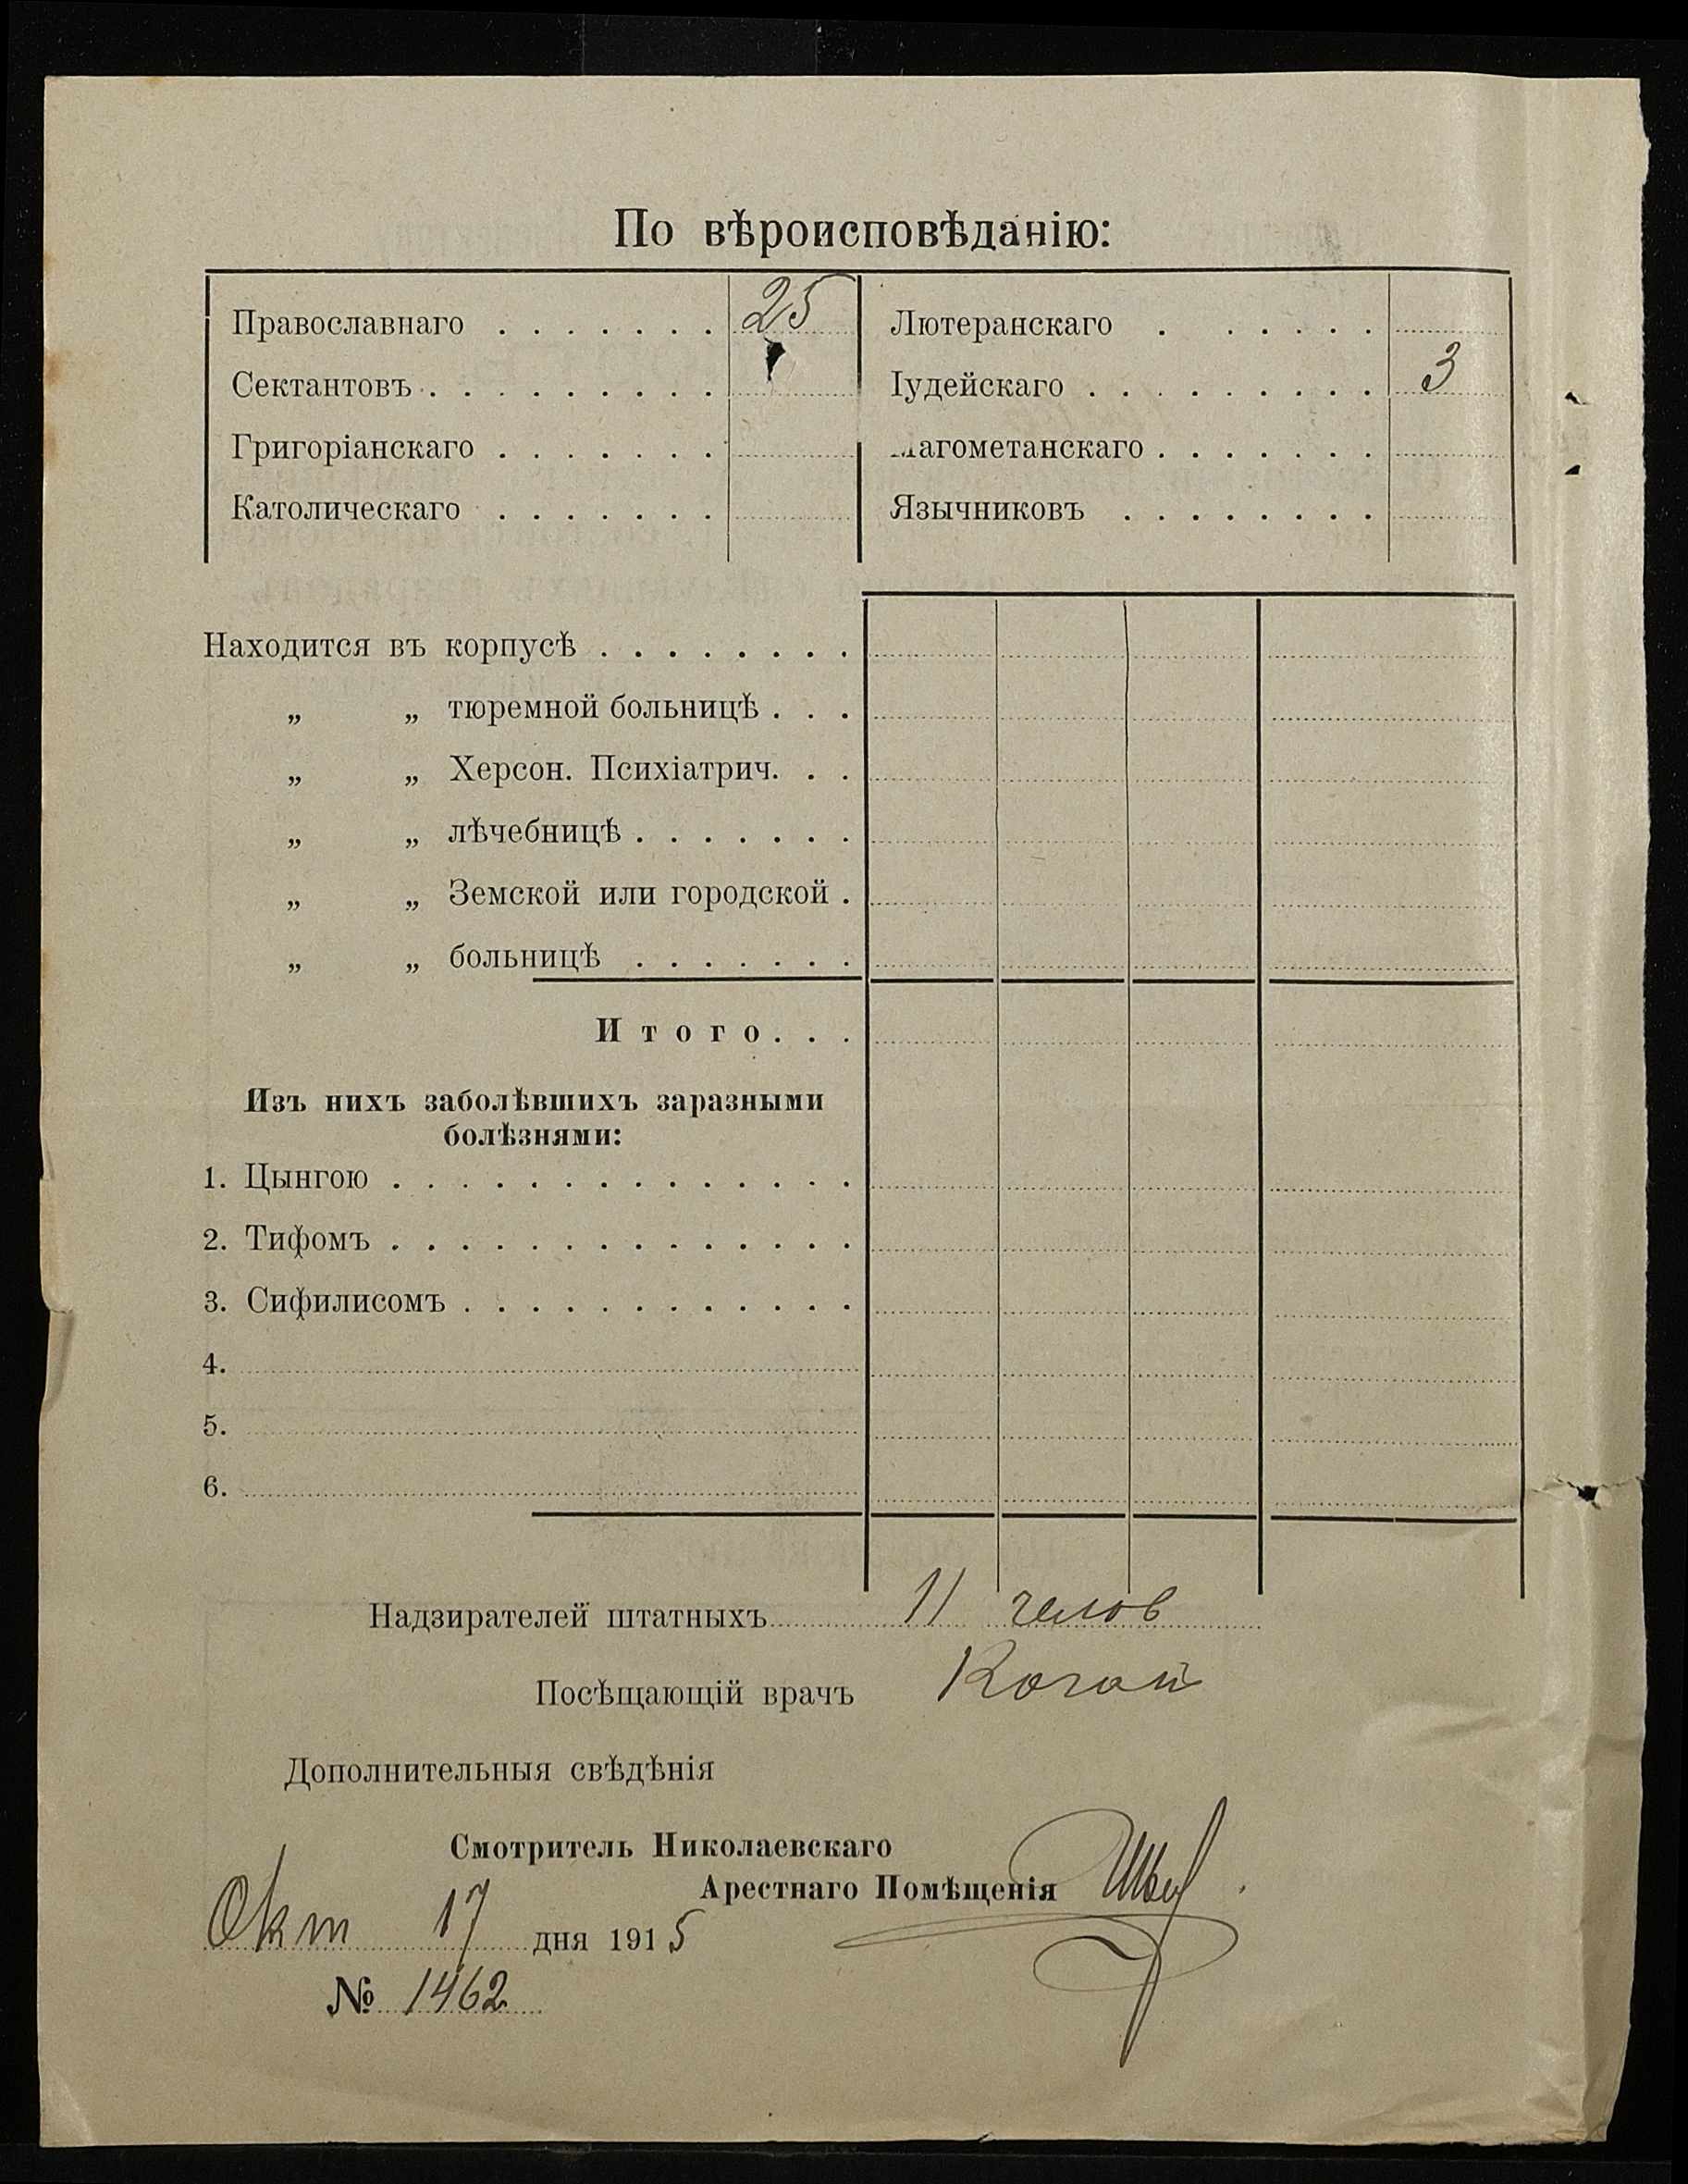 По вѣроисповѣданію:
Православнаго . . . . . . . 25
Сектантовъ . . . . . . . . .
Григоріанскаго . . . . . . .
Католическаго . . . . . . .
Лютеранскаго . . . . . .
Іудейскаго . . . . . . . . . 3
агометанскаго . . . . . . .
Язычниковъ . . . . . . . .
Находится въ корпусѣ . . . . . . . .
„ „ тюремной больницѣ . . .
„ „ Херсон. Психіатрич. . .
„ „ лѣчебницѣ . . . . . . .
„ „ Земской или городской .
„ „ больницѣ . . . . . . .
Итого. . .
Изъ нихъ заболѣвшихъ заразными
болѣзнями:
1. Цынгою . . . . . . . . . . . . . .
2. Тифомъ . . . . . . . . . . . . . .
3. Сифилисомъ . . . . . . . . . . . .
4.
5.
6.
Надзирателей штатныхъ 11 челов
Посѣщающій врачъ
Дополнительныя свѣдѣнія
Смотритель Николаевскаго
Арестнаго Помѣщенія
Окт 17 дня 1915
№ 1462